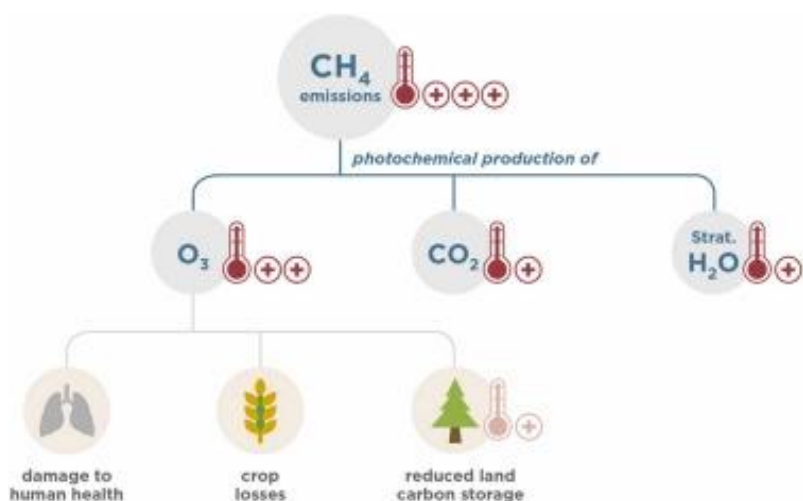 CH₄
emissions
photochemical production of
O₃
CO₂
Strat.
H₂O
damage to
human health
crop
losses
reduced land
carbon storage